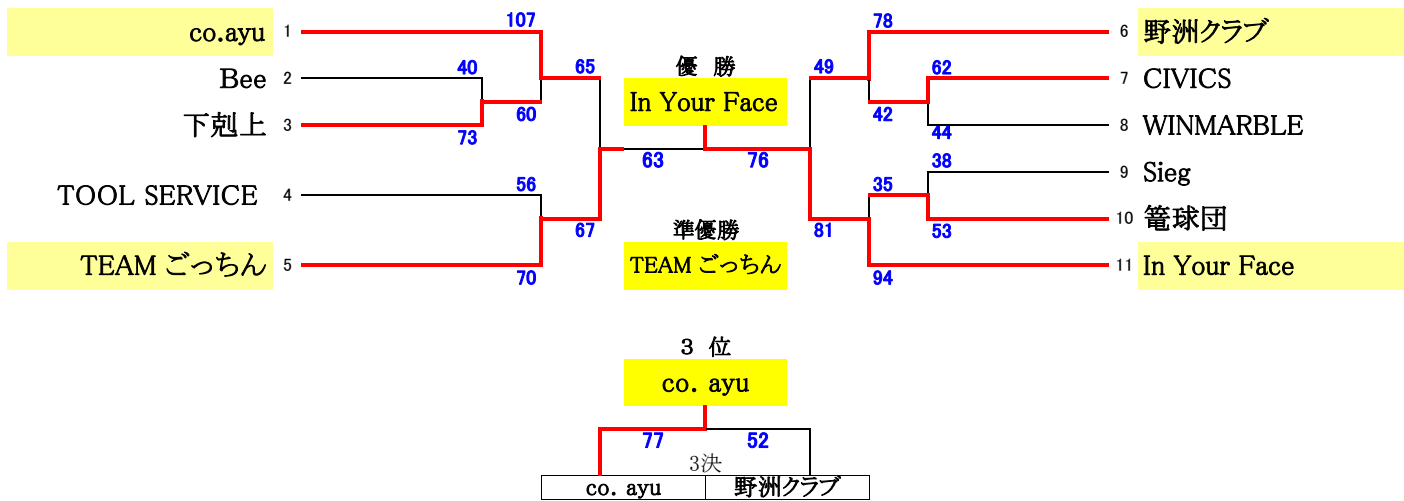 107
78
co.ayu 1
6 野洲クラブ
優 勝
40
65
49
62
Bee 2
7 CIVICS
In Your Face
60
42
下剋上 3
8 WINMARBLE
73
44
63
76
38
9 Sieg
56
35
TOOL SERVICE 4
10 篭球団
67
準優勝
81
53
TEAM ごっちん 5
TEAM ごっちん
11 In Your Face
70
94
3 位
co. ayu
77
52
3決
co. ayu
野洲クラブ